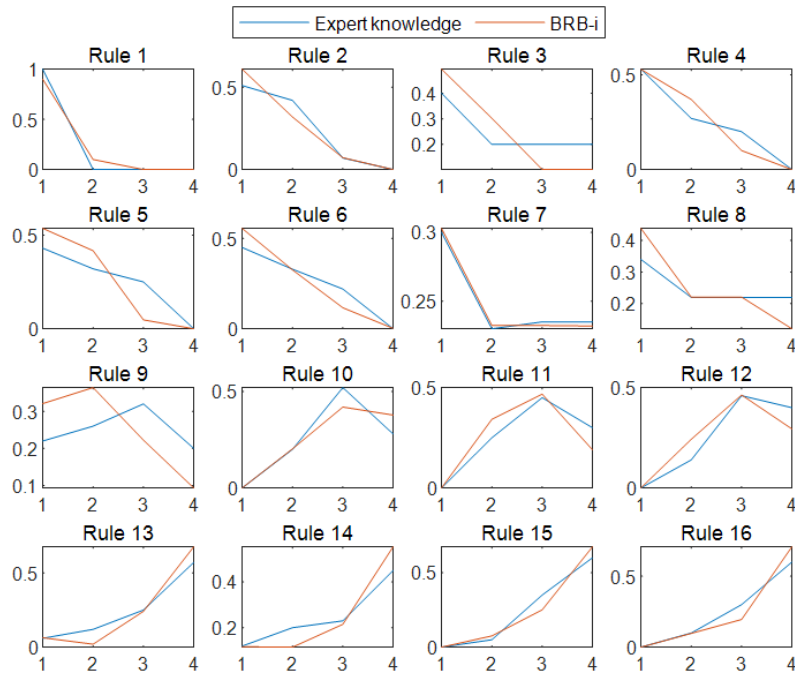 Expert knowledge BRB-i
Rule 1 Rule 2 Rule 3 Rule 4
1 0.5 0.4 0.5
0.5 0.3
0 0 0.2 0
1 2 3 4 1 2 3 4 1 2 3 4 1 2 3 4
Rule 5 Rule 6 Rule 7 Rule 8
0.5 0.5 0.3 0.4
0.3
0.25 0.2
0 0
1 2 3 4 1 2 3 4 1 2 3 4 1 2 3 4
Rule 9 Rule 10 Rule 11 Rule 12
0.3 0.5 0.5 0.5
0.2
0.1 0 0 0
1 2 3 4 1 2 3 4 1 2 3 4 1 2 3 4
Rule 13 Rule 14 Rule 15 Rule 16
0.5 0.4 0.5 0.5
0.2
0 0 0
1 2 3 4 1 2 3 4 1 2 3 4 1 2 3 4